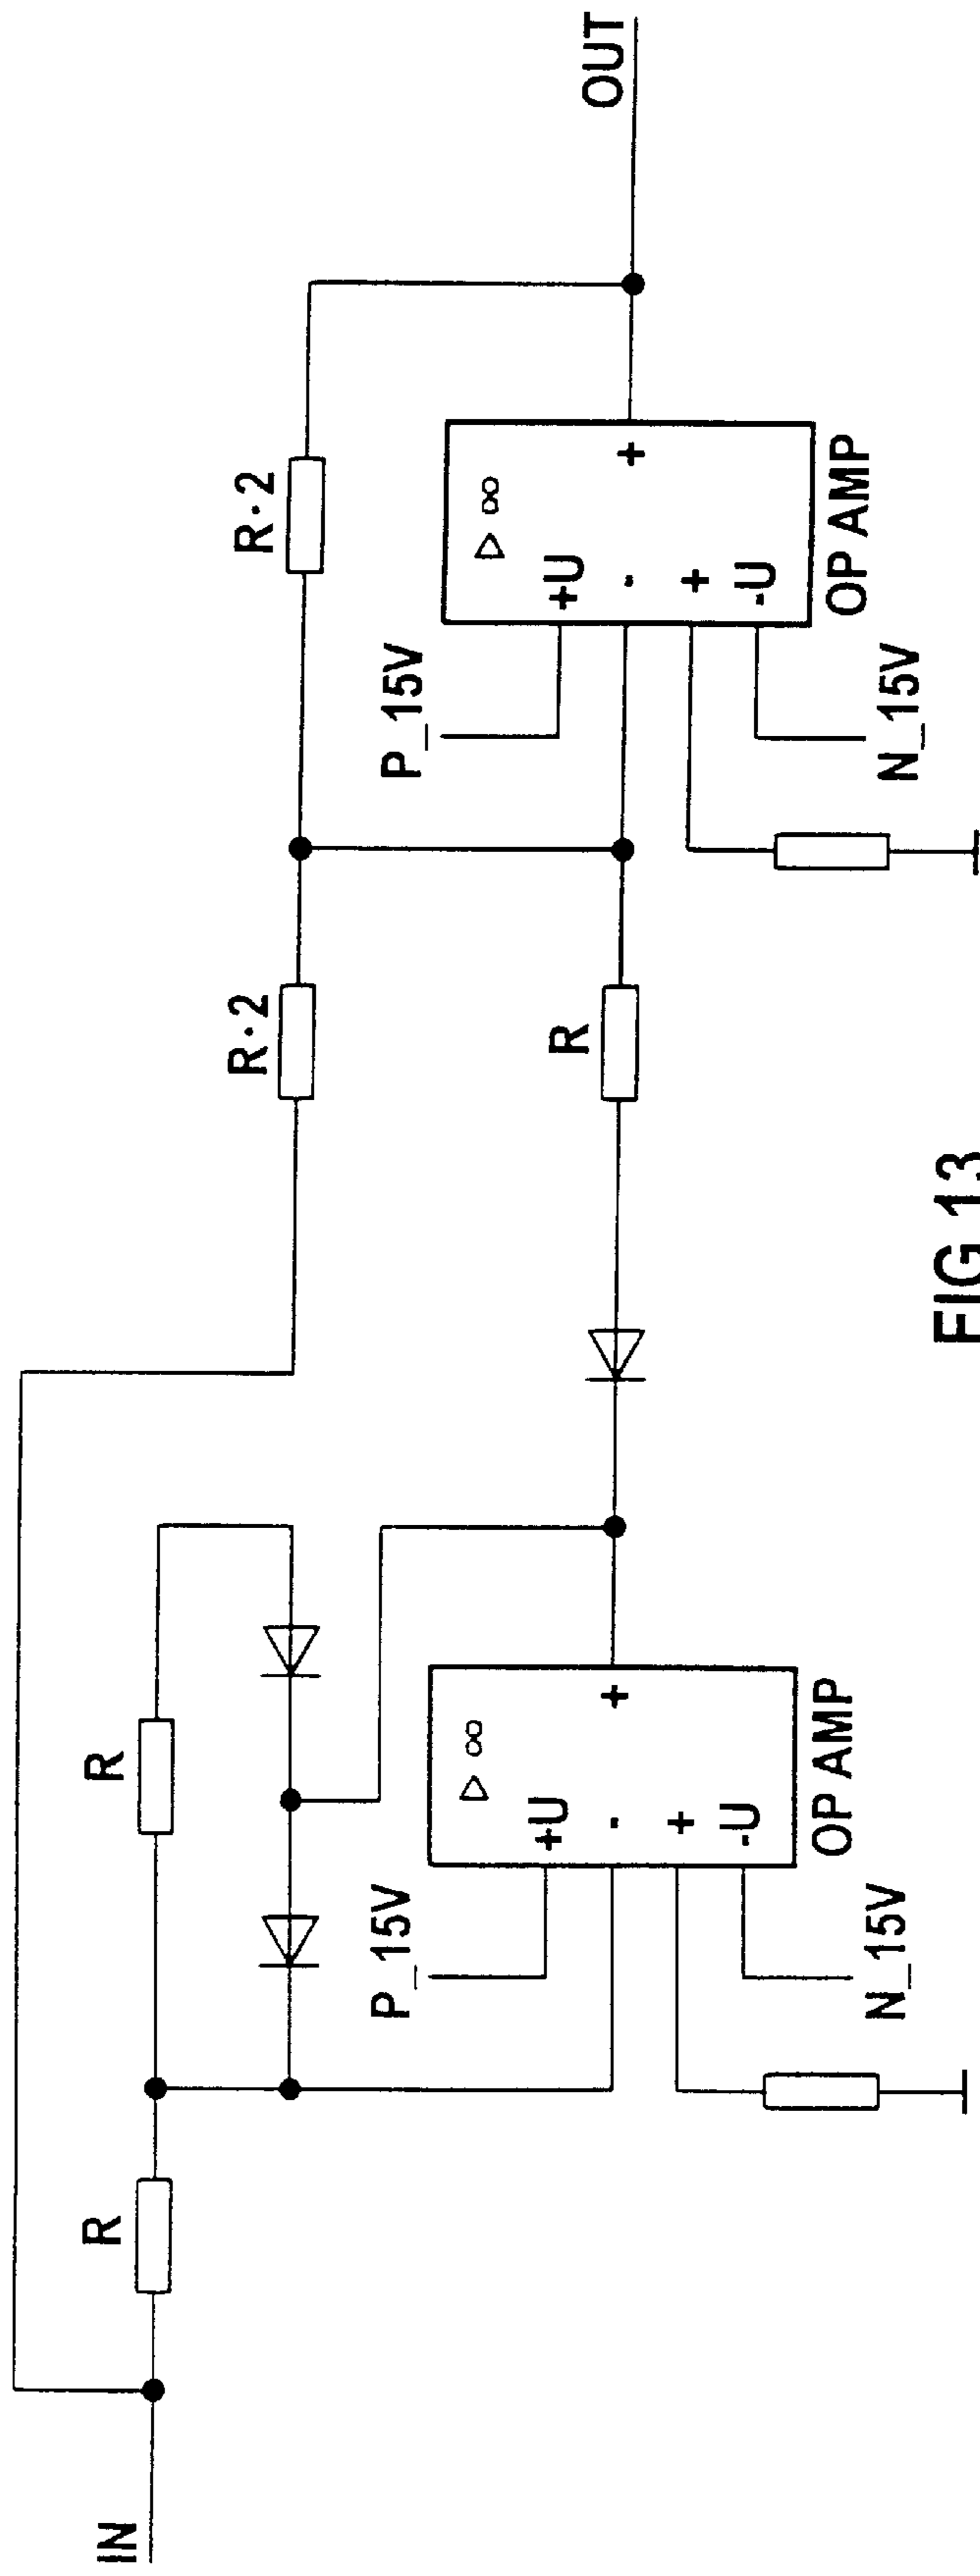 IN
R
R
P_15V
▷ ∞
+U
-
+
+
-U
OP AMP
N_15V
R·2
R
R·2
P_15V
▷ ∞
+U
-
+
+
-U
OP AMP
N_15V
OUT
FIG 13